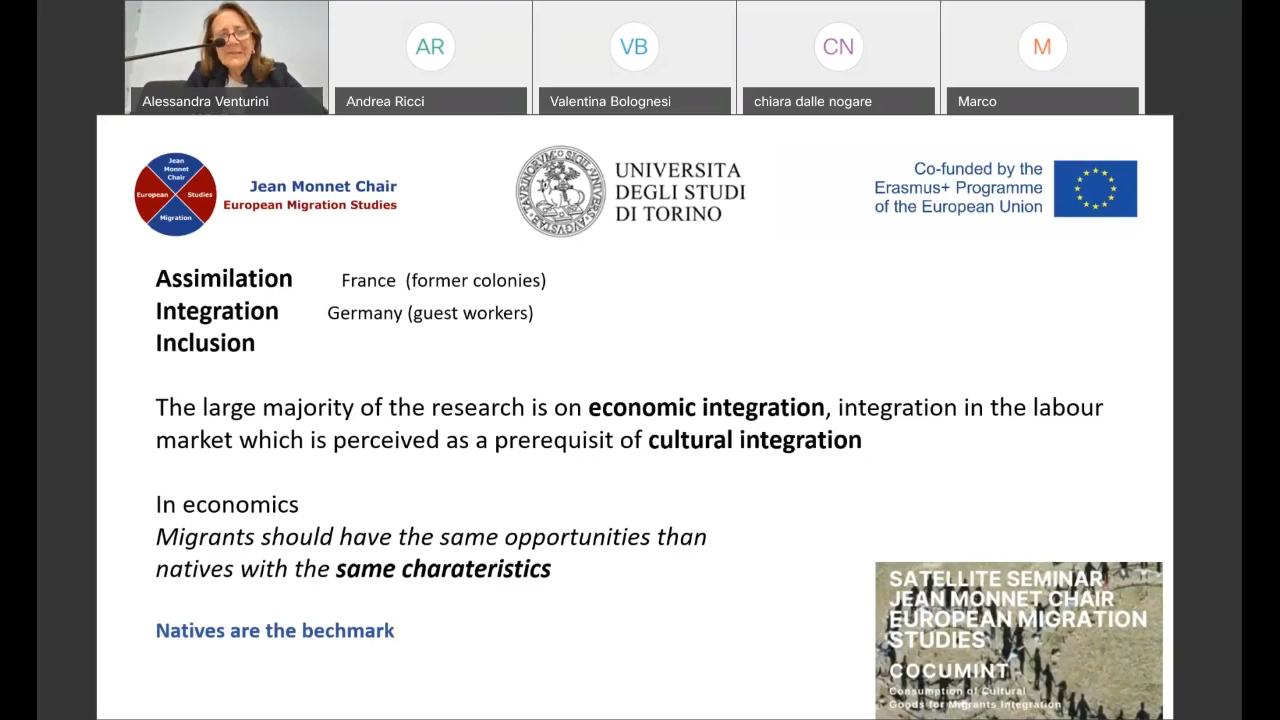 AR
VB
CN
M
Alessandra Venturini
Andrea Ricci
Valentina Bolognesi
chiara dalle nogare
Marco
Jean
Monnet
Chair
European Studies
Migration
Jean Monnet Chair
European Migration Studies
UNIVERSITA
DEGLI STUDI
DI TORINO
Co-funded by the
Erasmus+ Programme
of the European Union
Assimilation France (former colonies)
Integration Germany (guest workers)
Inclusion
The large majority of the research is on economic integration, integration in the labour
market which is perceived as a prerequisit of cultural integration
In economics
Migrants should have the same opportunities than
natives with the same charateristics
Natives are the bechmark
SATELLITE SEMINAR
JEAN MONNET CHAIR
EUROPEAN MIGRATION
STUDIES
COCUMINT
Consumption of Cultural
Goods for Migrants Integration